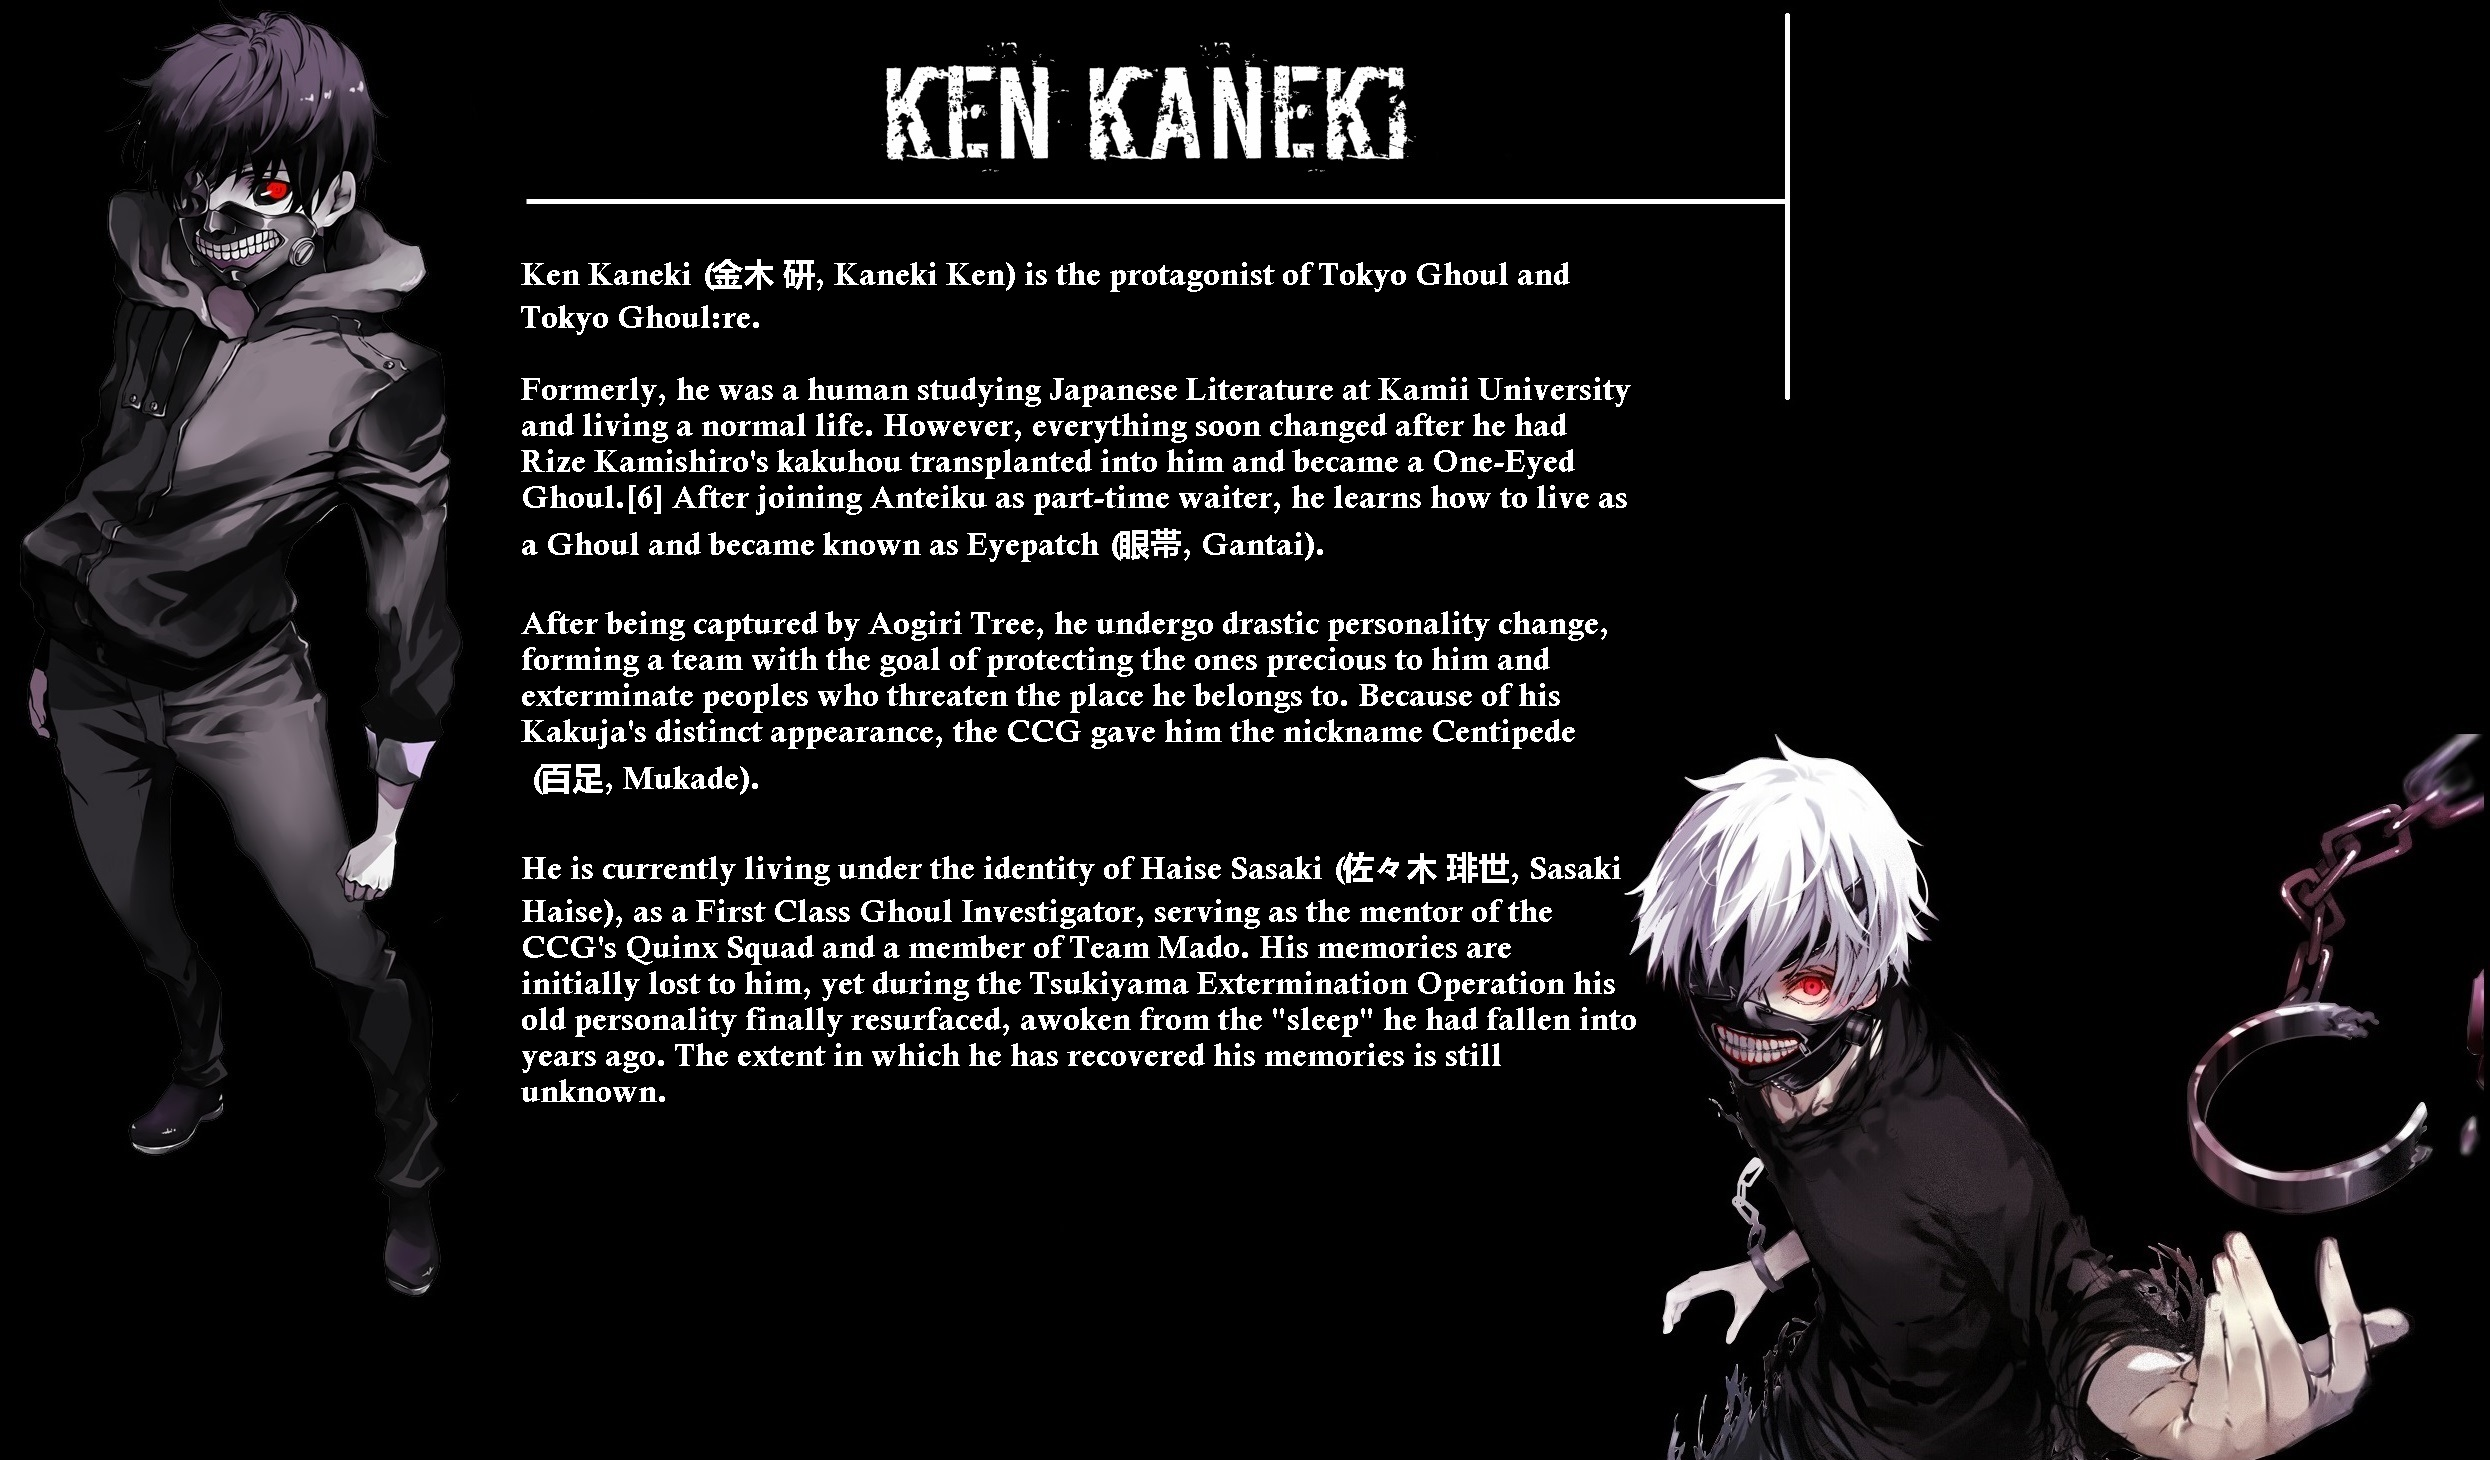 KEN KANEKI
Ken Kaneki (金木 研, Kaneki Ken) is the protagonist of Tokyo Ghoul and
Tokyo Ghoul:re.
Formerly, he was a human studying Japanese Literature at Kamii University
and living a normal life. However, everything soon changed after he had
Rize Kamishiro's kakuhou transplanted into him and became a One-Eyed
Ghoul.[6] After joining Anteiku as part-time waiter, he learns how to live as
a Ghoul and became known as Eyepatch (眼帯, Gantai).
After being captured by Aogiri Tree, he undergo drastic personality change,
forming a team with the goal of protecting the ones precious to him and
exterminate peoples who threaten the place he belongs to. Because of his
Kakuja's distinct appearance, the CCG gave him the nickname Centipede
(百足, Mukade).
He is currently living under the identity of Haise Sasaki (佐々木 琲世, Sasaki
Haise), as a First Class Ghoul Investigator, serving as the mentor of the
CCG's Quinx Squad and a member of Team Mado. His memories are
initially lost to him, yet during the Tsukiyama Extermination Operation his
old personality finally resurfaced, awoken from the "sleep" he had fallen into
years ago. The extent in which he has recovered his memories is still
unknown.